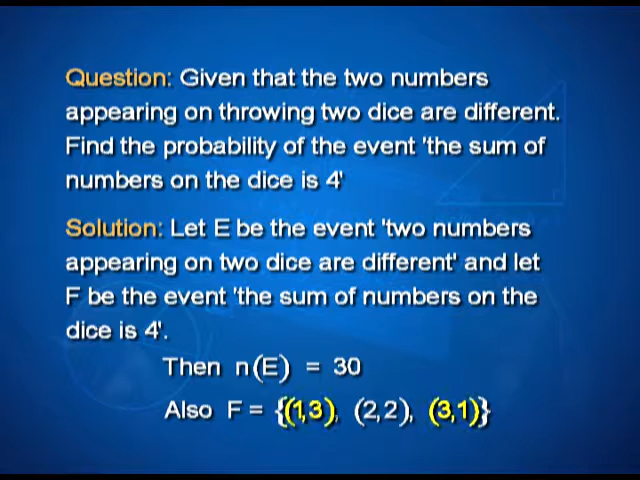 Question: Given that the two numbers
appearing on throwing two dice are different.
Find the probability of the event 'the sum of
numbers on the dice is 4'
Solution: Let E be the event 'two numbers
appearing on two dice are different' and let
F be the event 'the sum of numbers on the
dice is 4'.
Then n(E) = 30
Also F = {(1,3), (2,2), (3,1)}